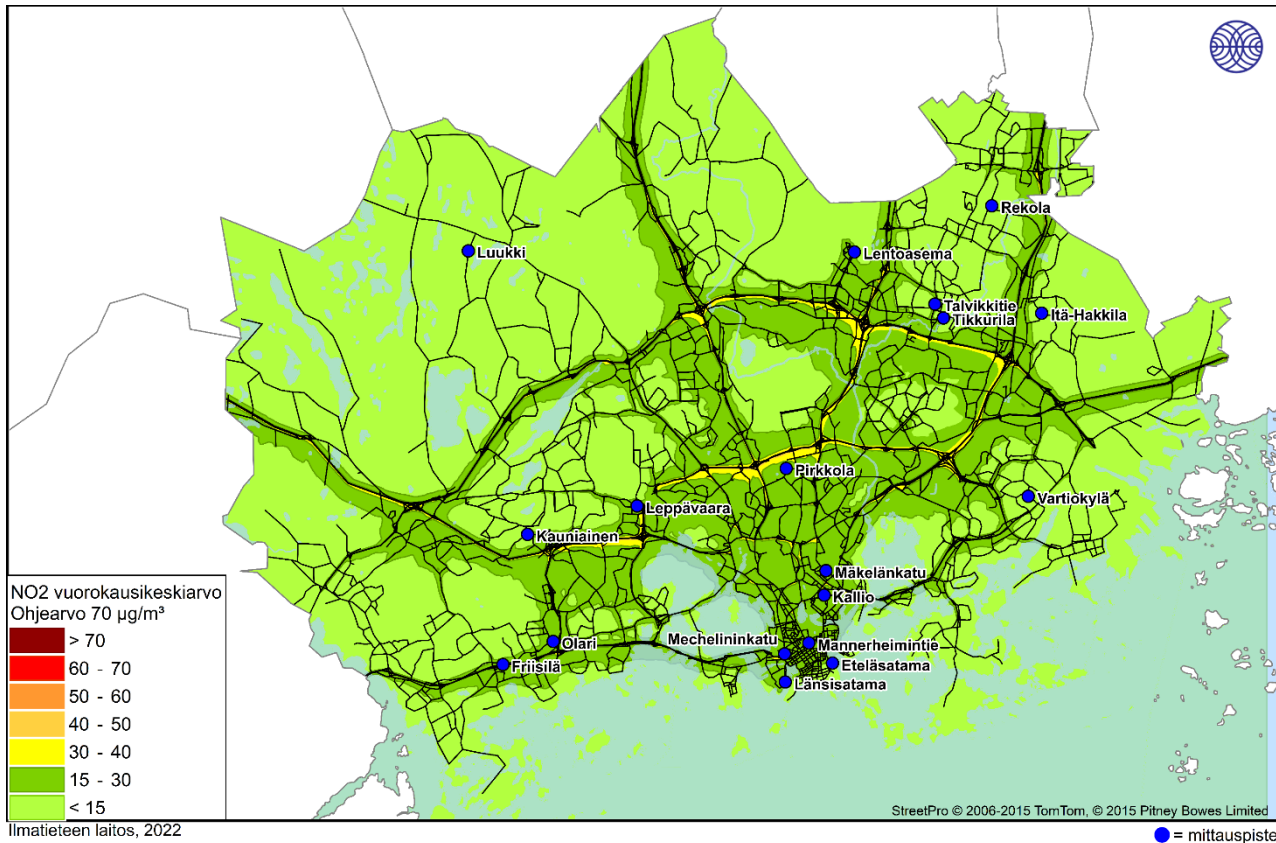 Rekola
Luukki
Lentoasema
Talvikkitie
Tikkurila
Itä-Hakkila
Pirkkola
Vartiokylä
Leppävaara
Kauniainen
Mäkelänkatu
Kallio
Mechelininkatu
Mannerheimintie
Olari
Eteläsatama
Friisilä
Länsisatama
NO2 vuorokausikeskiarvo
Ohjearvo 70 µg/m³
> 70
60 - 70
50 - 60
40 - 50
30 - 40
15 - 30
< 15
StreetPro © 2006-2015 TomTom, © 2015 Pitney Bowes Limited
Ilmatieteen laitos, 2022
= mittauspiste